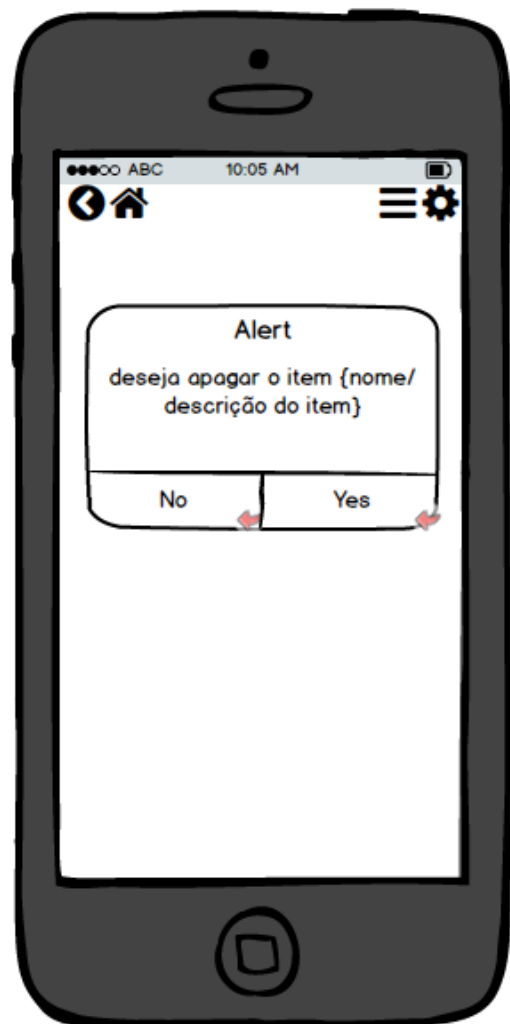 ABC 10:05 AM
Alert
deseja apagar o item {nome/
descrição do item}
No Yes